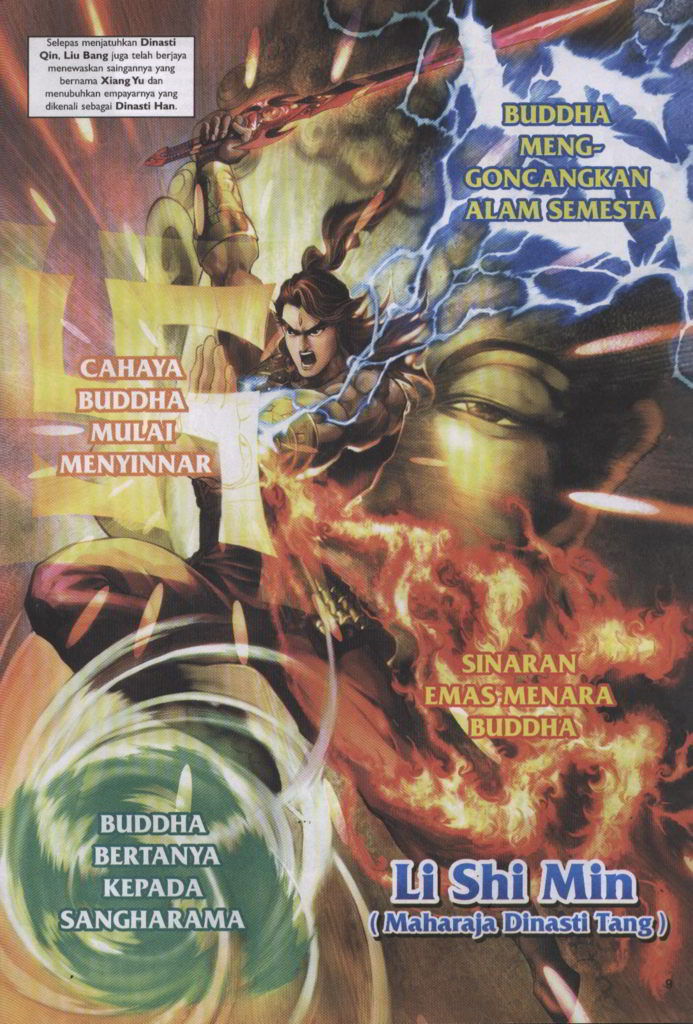 Selepas menjatuhkan Dinasti
Qin, Liu Bang juga telah berjaya
menewaskan saingannya yang
bernama Xiang Yu dan
menubuhkan empayarnya yang
dikenali sebagai Dinasti Han.
BUDDHA
MENG-
GONCANGKAN
ALAM SEMESTA
CAHAYA
BUDDHA
MULAI
MENYINNAR
SINARAN
EMAS MENARA
BUDDHA
BUDDHA
BERTANYA
KEPADA
SANGHARAMA
Li Shi Min
( Maharaja Dinasti Tang )
9